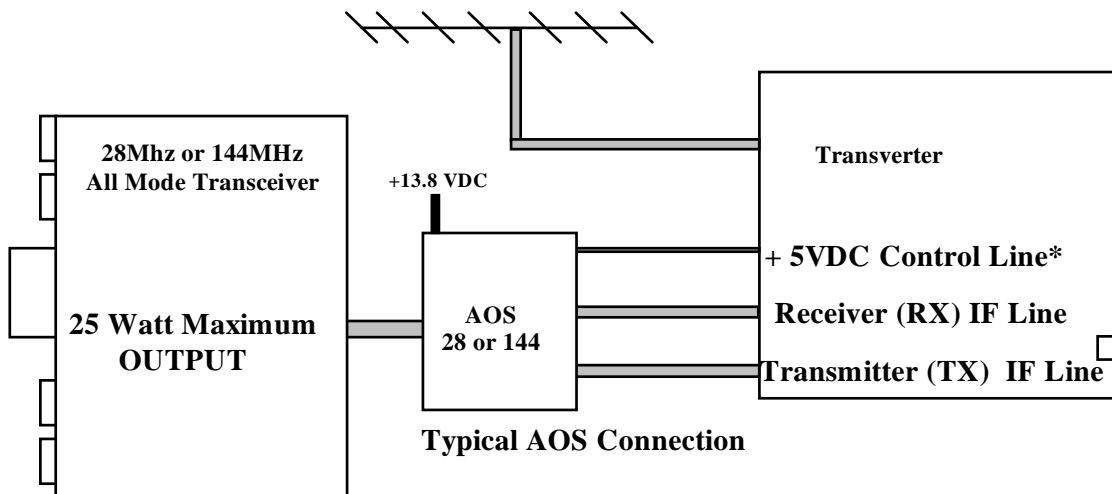 28Mhz or 144MHz
All Mode Transceiver
25 Watt Maximum
OUTPUT
+13.8 VDC
AOS
28 or 144
Transverter
+ 5VDC Control Line*
Receiver (RX) IF Line
Transmitter (TX) IF Line
Typical AOS Connection